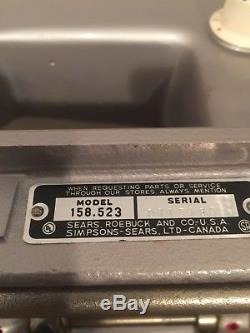 WHEN REQUESTING PARTS OR SERVICE
THROUGH OUR STORES, ALWAYS MENTION
MODEL SERIAL
158.523
SEARS, ROEBUCK AND CO-U.S.A.
SIMPSONS-SEARS, LTD-CANADA